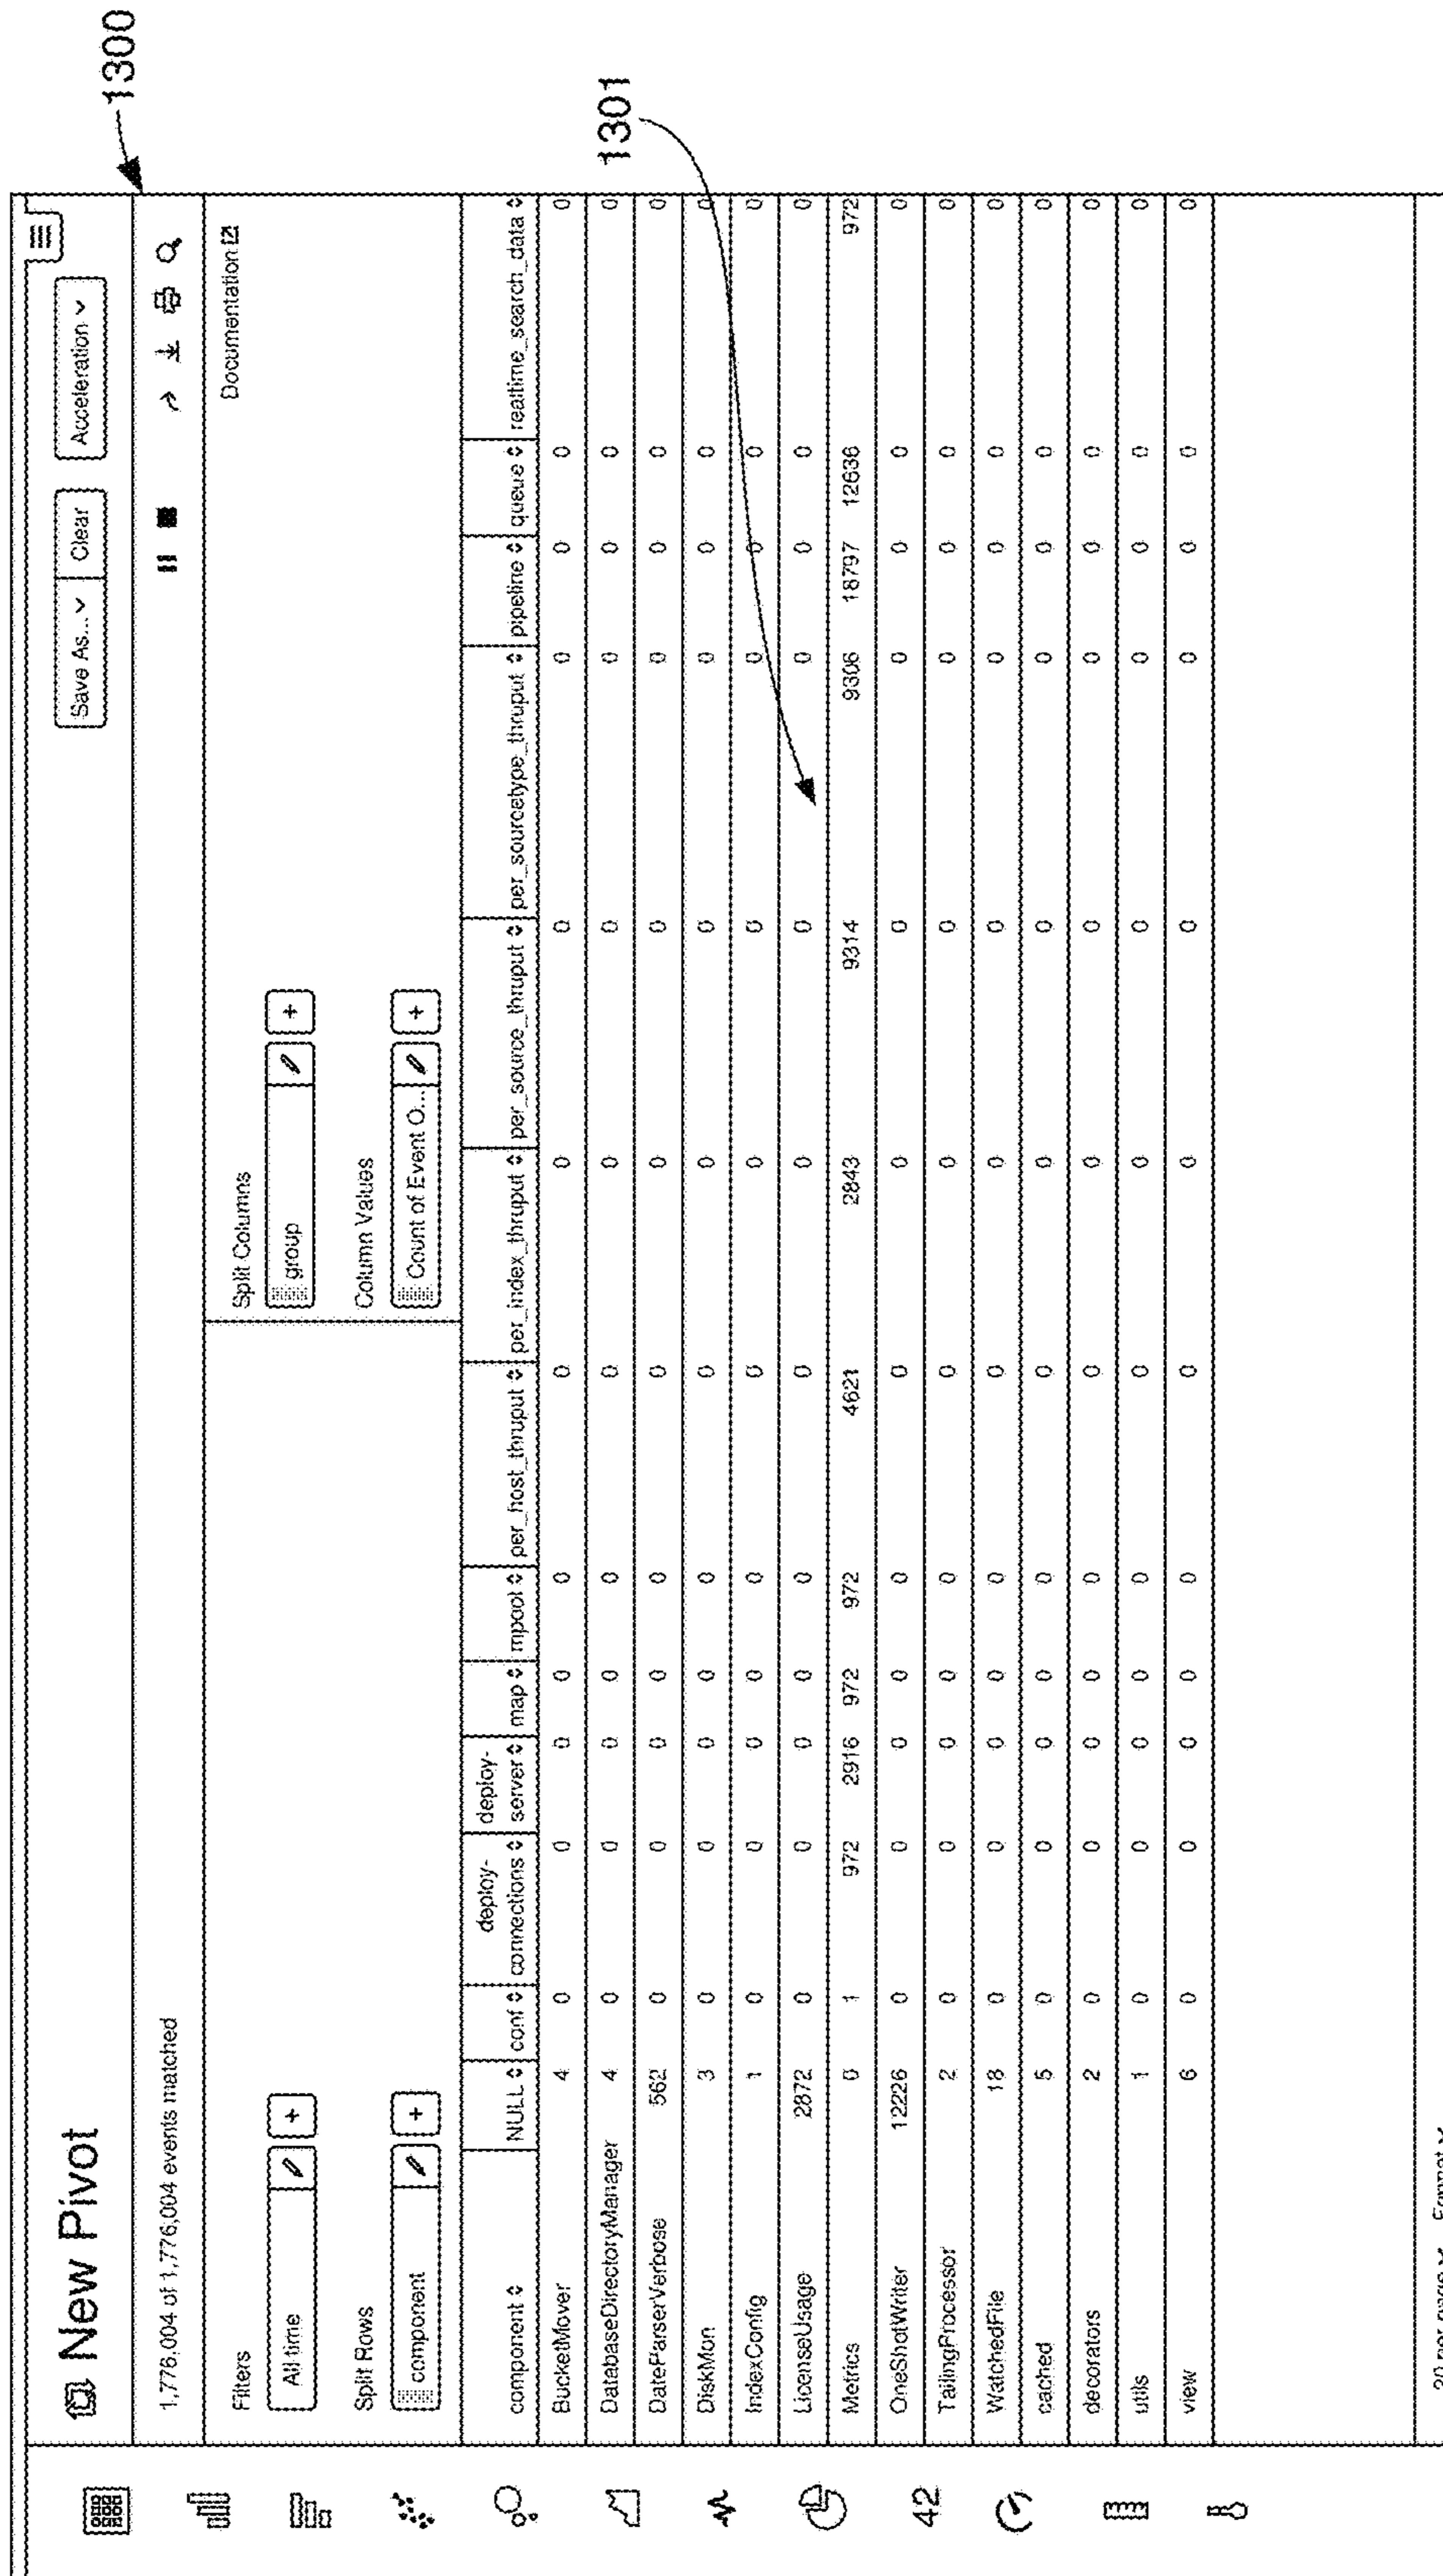 1300
New Pivot
Save As... Clear Acceleration
1,776,004 of 1,776,004 events matched
Filters
Split Columns
Documentation
All time +
group +
Split Rows
Column Values
component +
Count of Event O... +
component NULL conf deploy-connections deploy-server map mpool per_host_thruput per_index_thruput per_source_thruput per_sourcetype_thruput pipeline queue realtime_search_data
BucketMover 4 0 0 0 0 0 0 0 0 0 0 0 0
DatabaseDirectoryManager 4 0 0 0 0 0 0 0 0 0 0 0 0
DateParserVerbose 562 0 0 0 0 0 0 0 0 0 0 0 0
1301
DiskMon 3 0 0 0 0 0 0 0 0 0 0 0 0
IndexConfig 1 0 0 0 0 0 0 0 0 0 0 0 0
LicenseUsage 2872 0 0 0 0 0 0 0 0 0 0 0 0
Metrics 0 1 972 2916 972 972 4621 2843 9314 9306 18797 12636 972
OneShotWriter 12226 0 0 0 0 0 0 0 0 0 0 0 0
TailingProcessor 2 0 0 0 0 0 0 0 0 0 0 0 0
42
WatchedFile 18 0 0 0 0 0 0 0 0 0 0 0 0
cached 5 0 0 0 0 0 0 0 0 0 0 0 0
decorators 2 0 0 0 0 0 0 0 0 0 0 0 0
utils 1 0 0 0 0 0 0 0 0 0 0 0 0
view 6 0 0 0 0 0 0 0 0 0 0 0 0